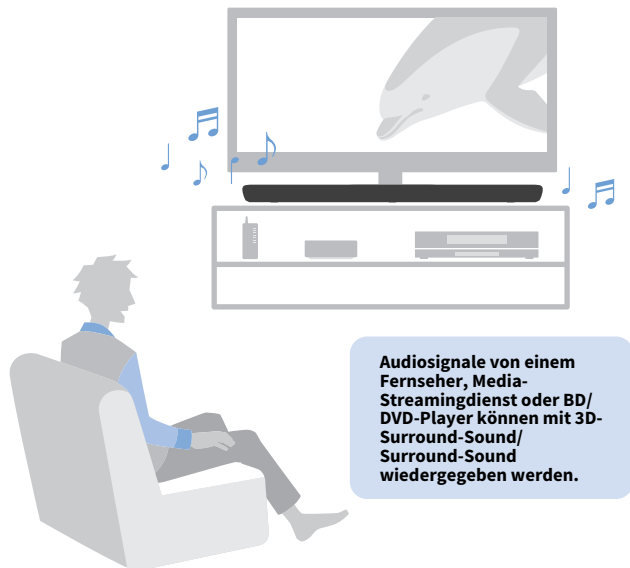 Audiosignale von einem
Fernseher, Media-
Streamingdienst oder BD/
DVD-Player können mit 3D-
Surround-Sound/
Surround-Sound
wiedergegeben werden.